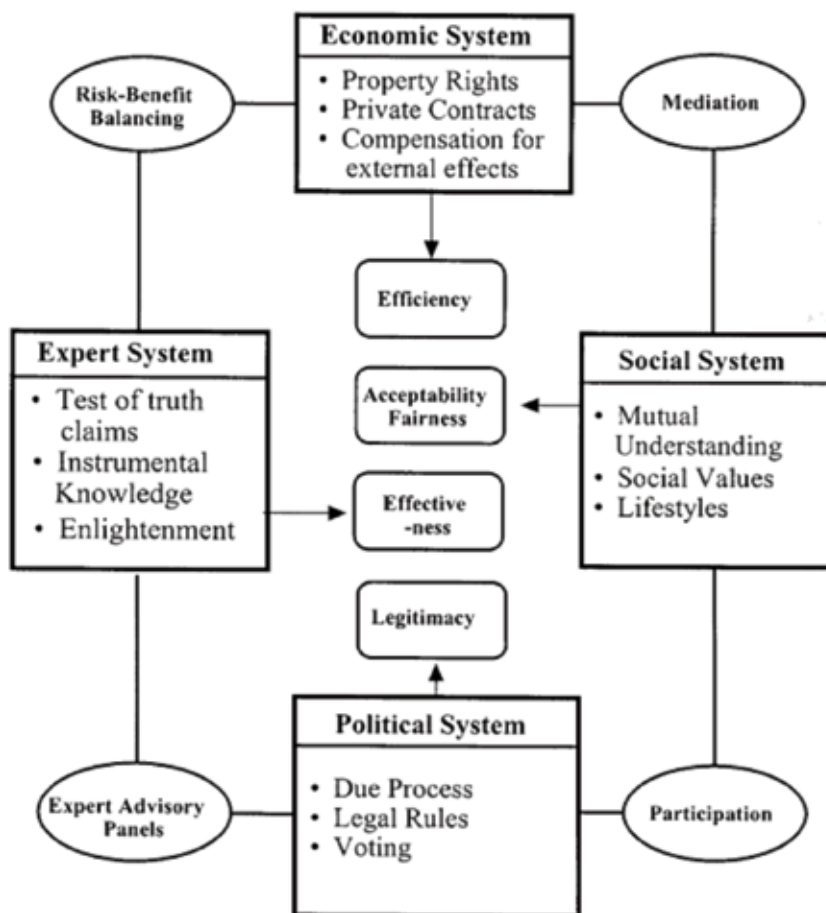 Economic System
• Property Rights
• Private Contracts
• Compensation for
external effects
Risk-Benefit
Balancing
Mediation
Efficiency
Expert System
• Test of truth
claims
• Instrumental
Knowledge
• Enlightenment
Acceptability
Fairness
Social System
• Mutual
Understanding
• Social Values
• Lifestyles
Effective
-ness
Legitimacy
Political System
• Due Process
• Legal Rules
• Voting
Expert Advisory
Panels
Participation